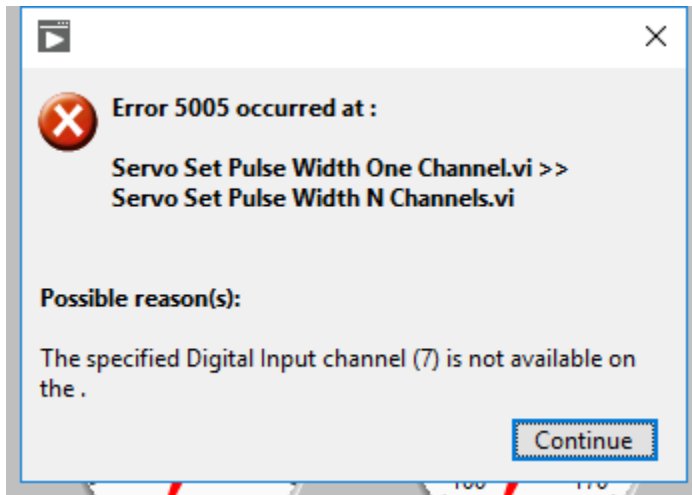 Error 5005 occurred at :
Servo Set Pulse Width One Channel.vi >>
Servo Set Pulse Width N Channels.vi
Possible reason(s):
The specified Digital Input channel (7) is not available on
the .
Continue